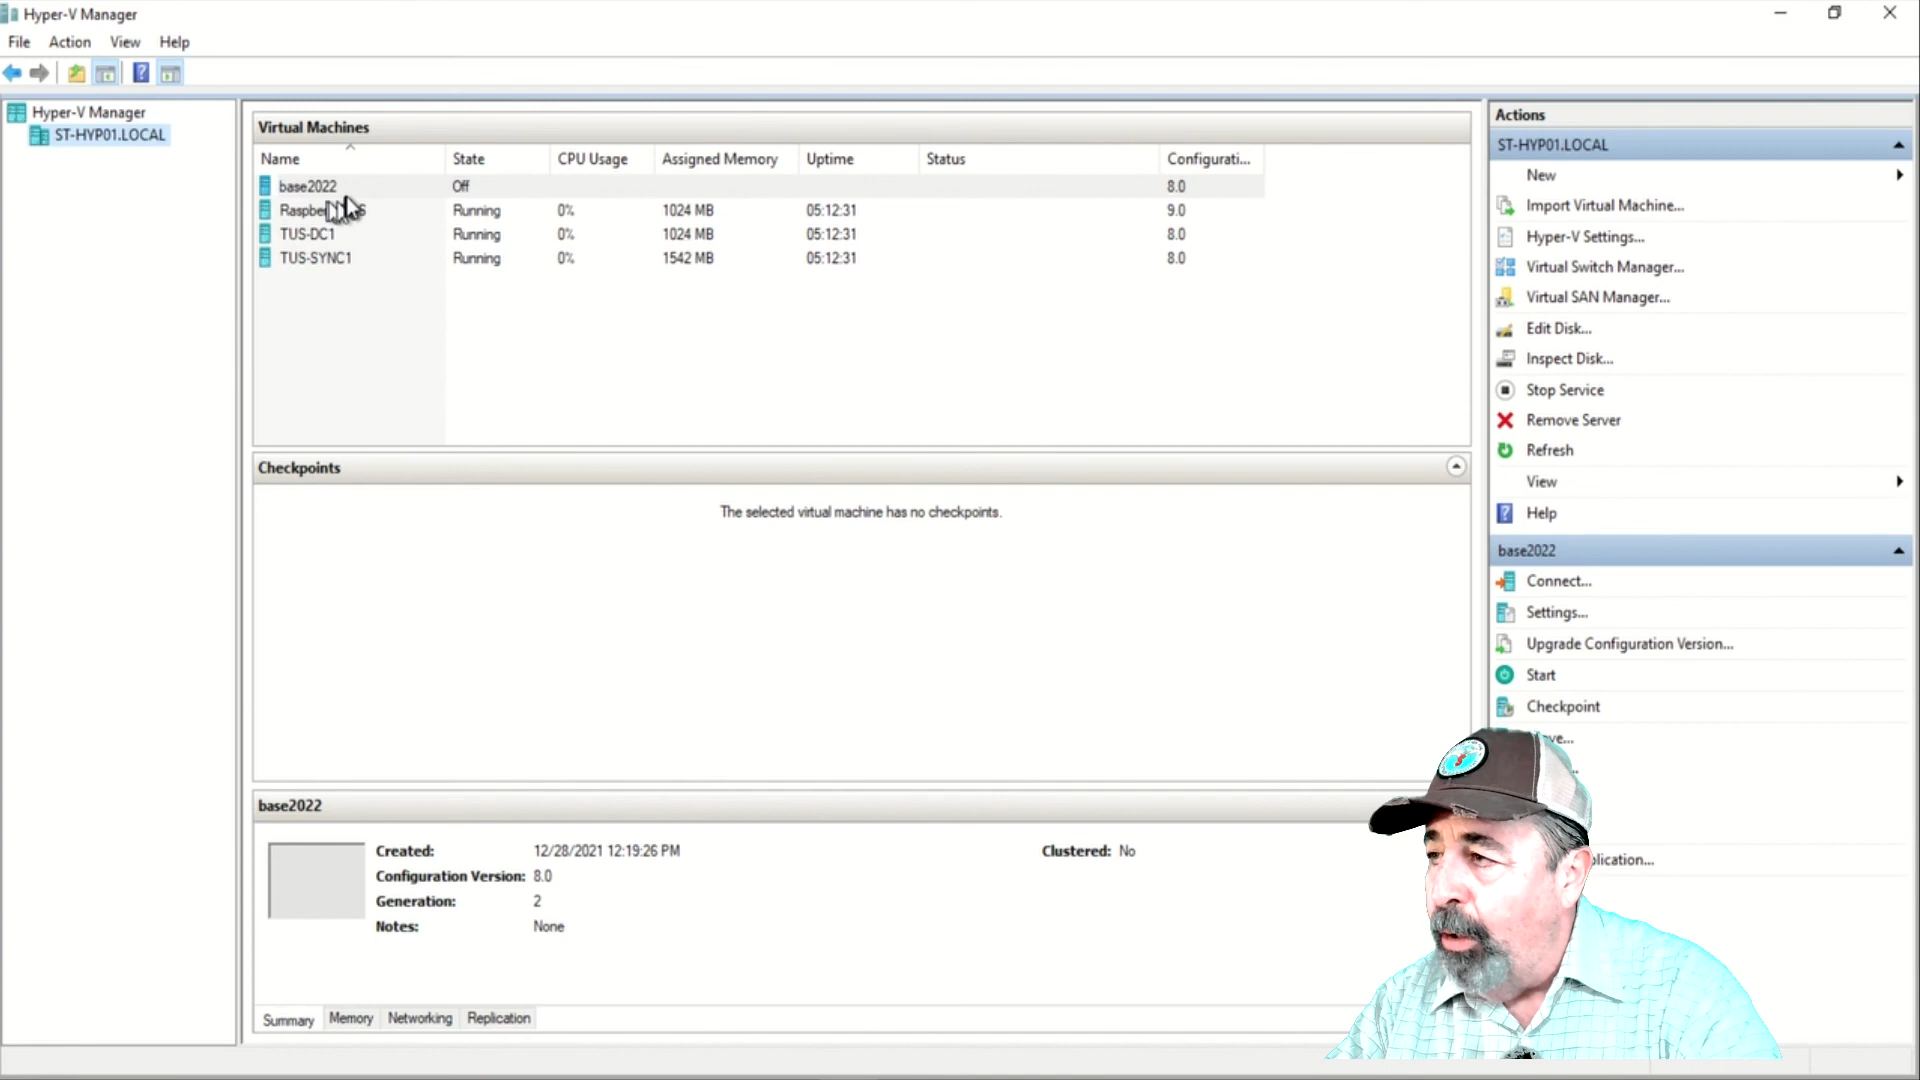 Hyper-V Manager
File Action View Help
Hyper-V Manager
ST-HYP01.LOCAL
Virtual Machines
Name State CPU Usage Assigned Memory Uptime Status Configurati...
base2022 Off 8.0
Running 0% 1024 MB 05:12:31 9.0
TUS-DC1 Running 0% 1024 MB 05:12:31 8.0
TUS-SYNC1 Running 0% 1542 MB 05:12:31 8.0
Checkpoints
The selected virtual machine has no checkpoints.
base2022
Created: 12/28/2021 12:19:26 PM Clustered: No
Configuration Version: 8.0
Generation: 2
Notes: None
Summary Memory Networking Replication
Actions
ST-HYP01.LOCAL
New
Import Virtual Machine...
Hyper-V Settings...
Virtual Switch Manager...
Virtual SAN Manager...
Edit Disk...
Inspect Disk...
Stop Service
Remove Server
Refresh
View
Help
base2022
Connect...
Settings...
Upgrade Configuration Version...
Start
Checkpoint